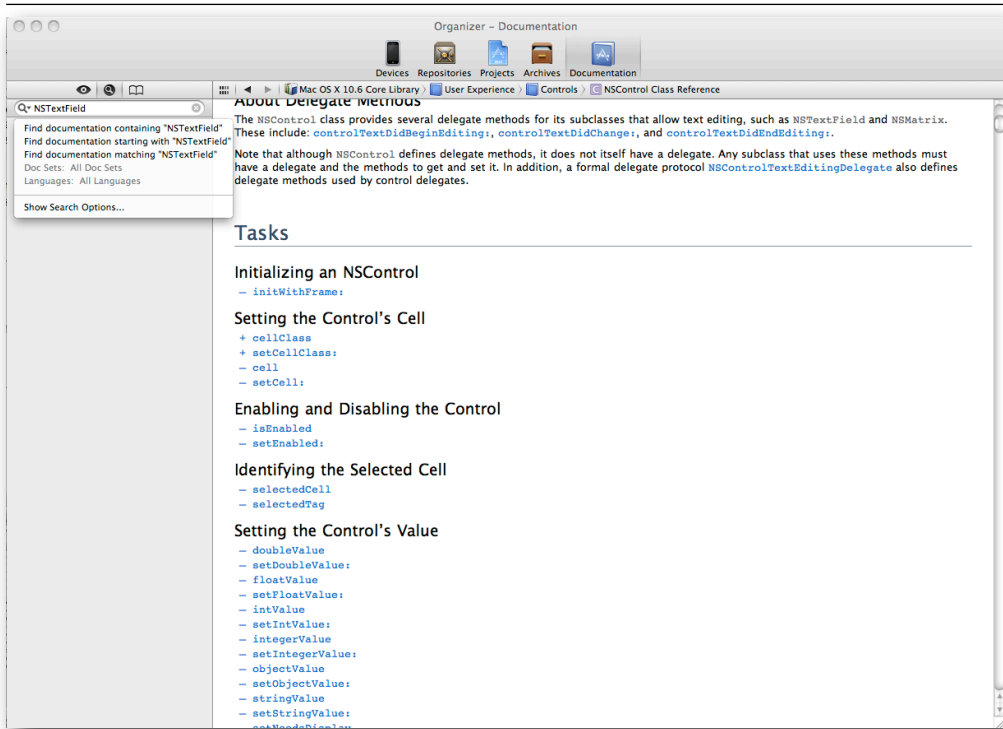 Organizer – Documentation
Devices Repositories Projects Archives Documentation
Mac OS X 10.6 Core Library 〉 User Experience 〉 Controls 〉 C NSControl Class Reference
NSTextField
Find documentation containing "NSTextField"
Find documentation starting with "NSTextField"
Find documentation matching "NSTextField"
Doc Sets: All Doc Sets
Languages: All Languages
Show Search Options...
About Delegate Methods
The NSControl class provides several delegate methods for its subclasses that allow text editing, such as NSTextField and NSMatrix.
These include: controlTextDidBeginEditing:, controlTextDidChange:, and controlTextDidEndEditing:.
Note that although NSControl defines delegate methods, it does not itself have a delegate. Any subclass that uses these methods must
have a delegate and the methods to get and set it. In addition, a formal delegate protocol NSControlTextEditingDelegate also defines
delegate methods used by control delegates.
Tasks
Initializing an NSControl
– initWithFrame:
Setting the Control's Cell
+ cellClass
+ setCellClass:
– cell
– setCell:
Enabling and Disabling the Control
– isEnabled
– setEnabled:
Identifying the Selected Cell
– selectedCell
– selectedTag
Setting the Control's Value
– doubleValue
– setDoubleValue:
– floatValue
– setFloatValue:
– intValue
– setIntValue:
– integerValue
– setIntegerValue:
– objectValue
– setObjectValue:
– stringValue
– setStringValue:
– setNeedsDisplay